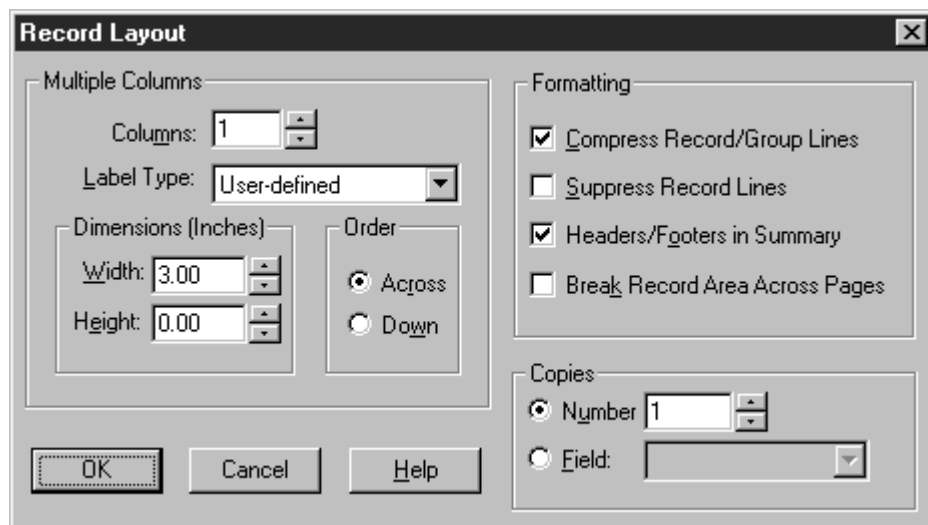 Record Layout
Multiple Columns
Columns: 1
Label Type: User-defined
Dimensions (Inches)
Width: 3.00
Height: 0.00
Order
Across
Down
Formatting
Compress Record/Group Lines
Suppress Record Lines
Headers/Footers in Summary
Break Record Area Across Pages
Copies
Number 1
Field:
OK
Cancel
Help